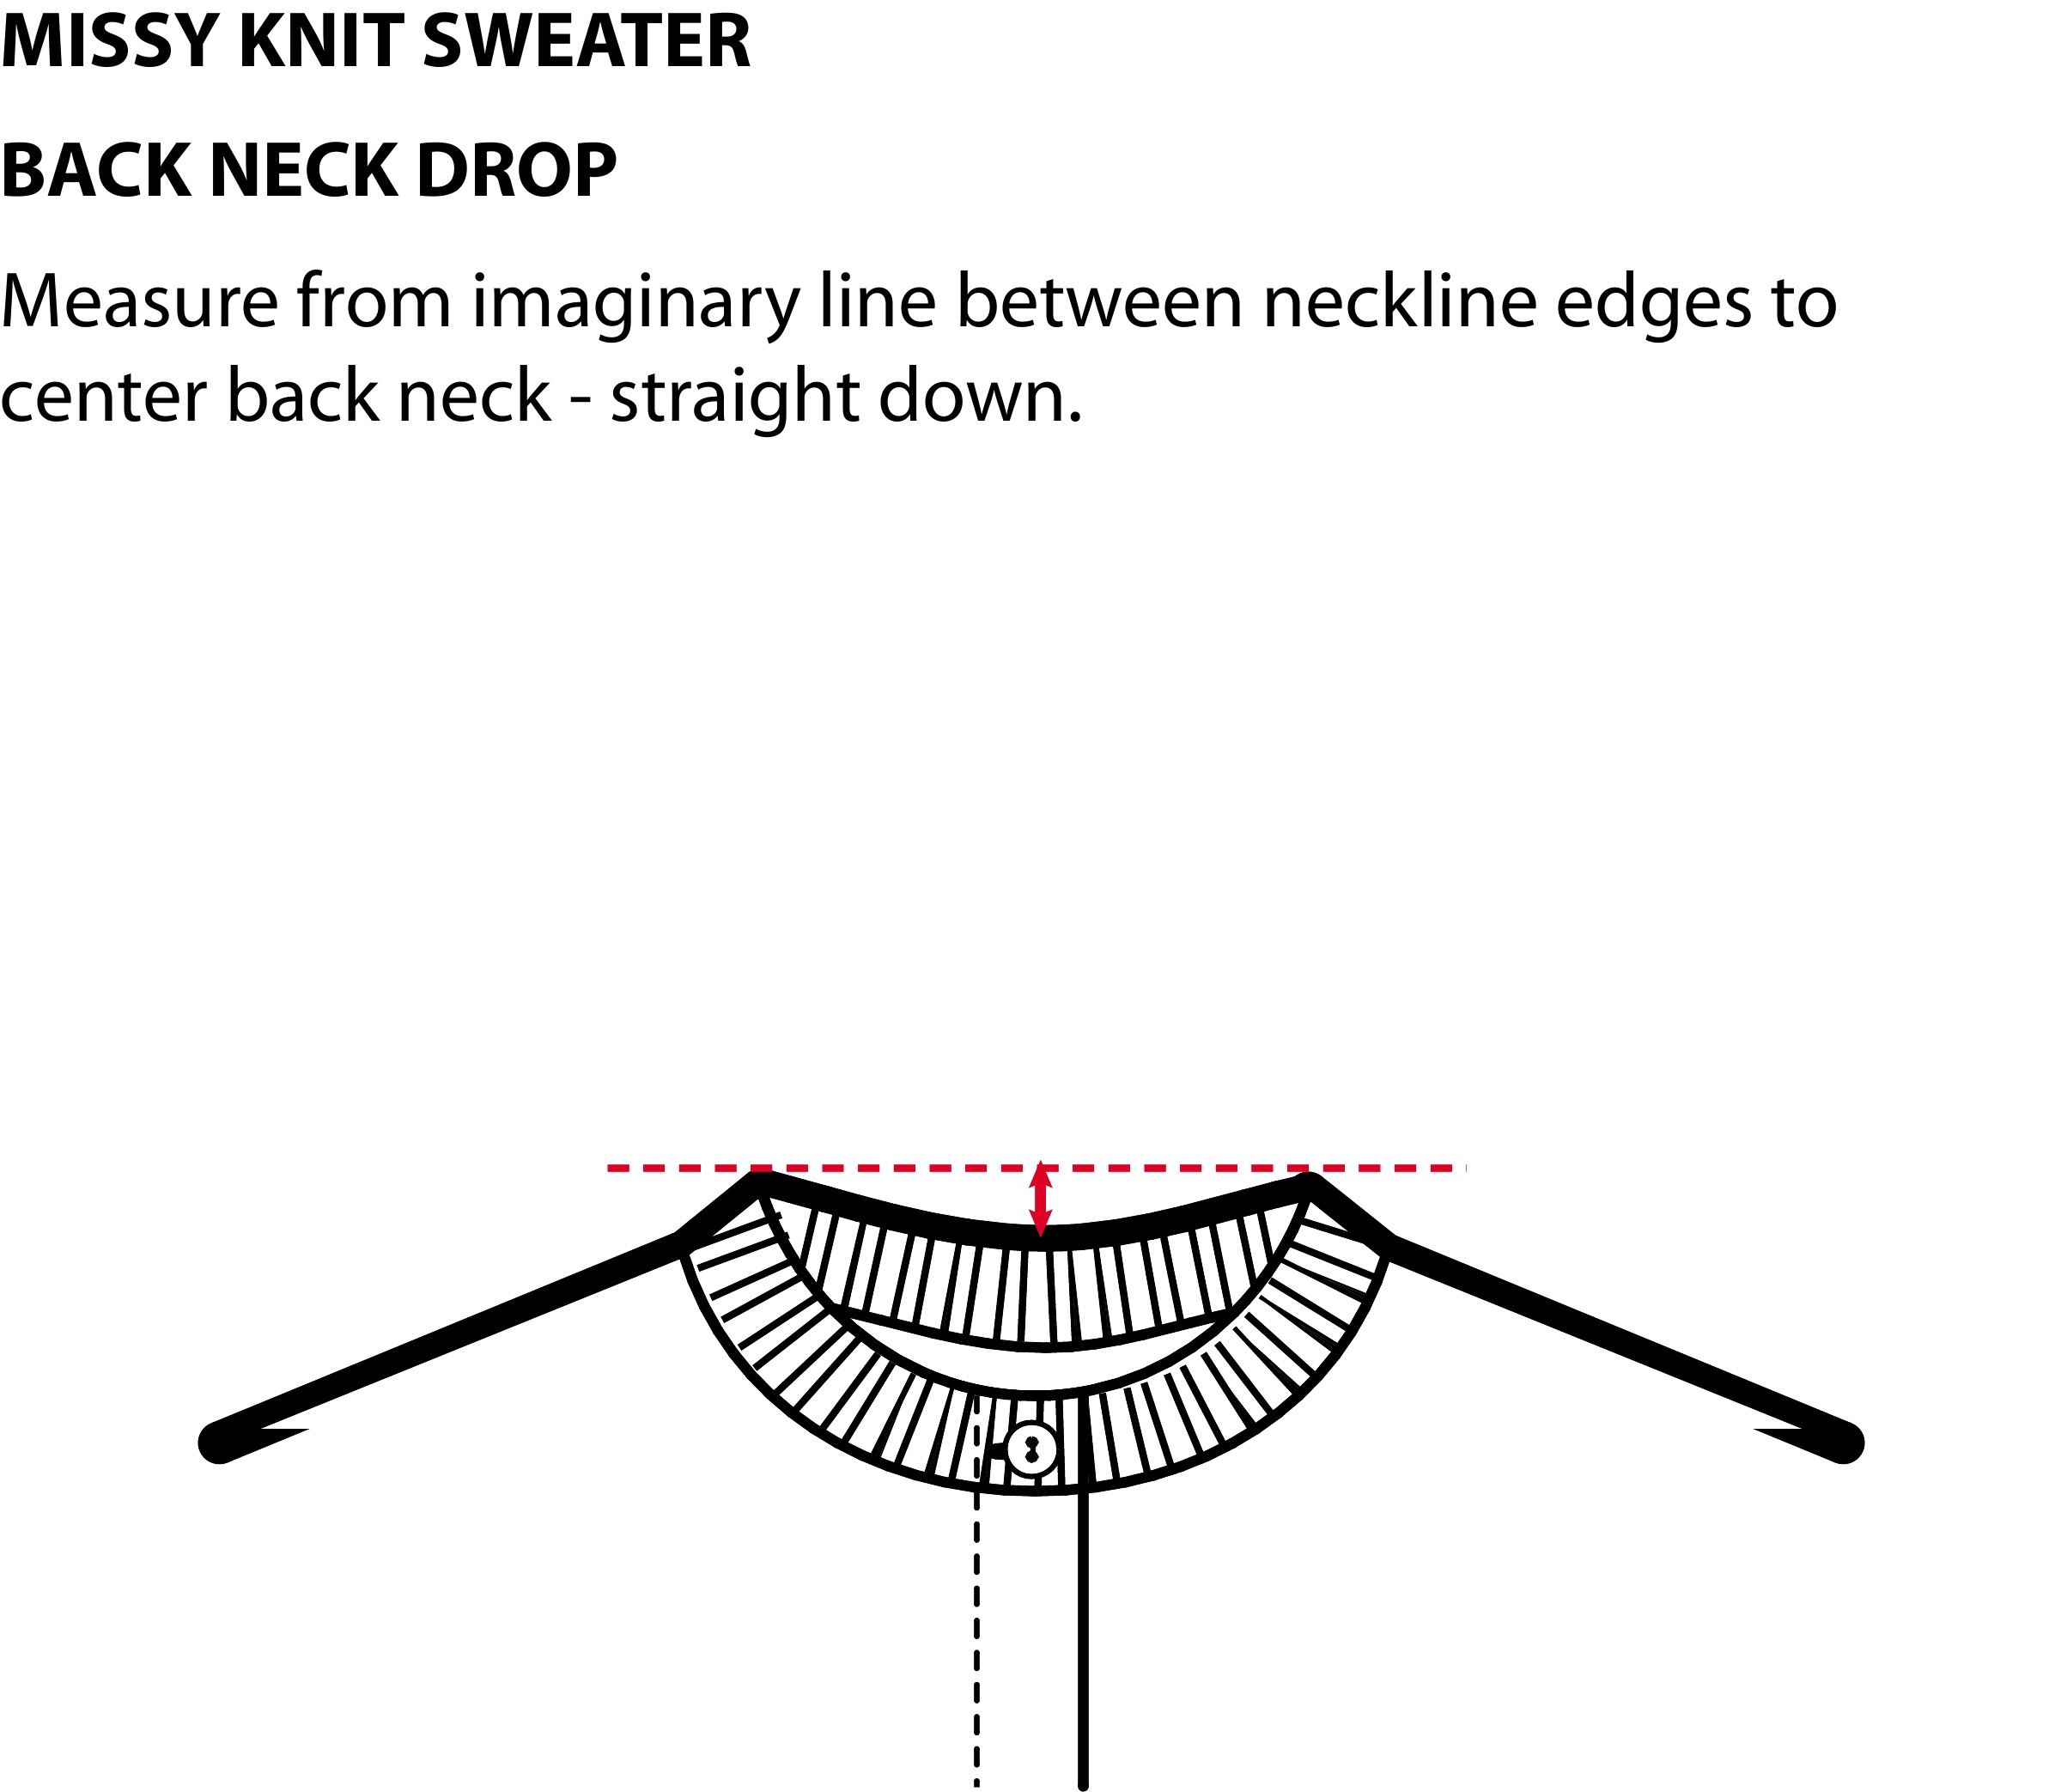 MISSY KNIT SWEATER
BACK NECK DROP
Measure from imaginary line between neckline edges to
center back neck - straight down.